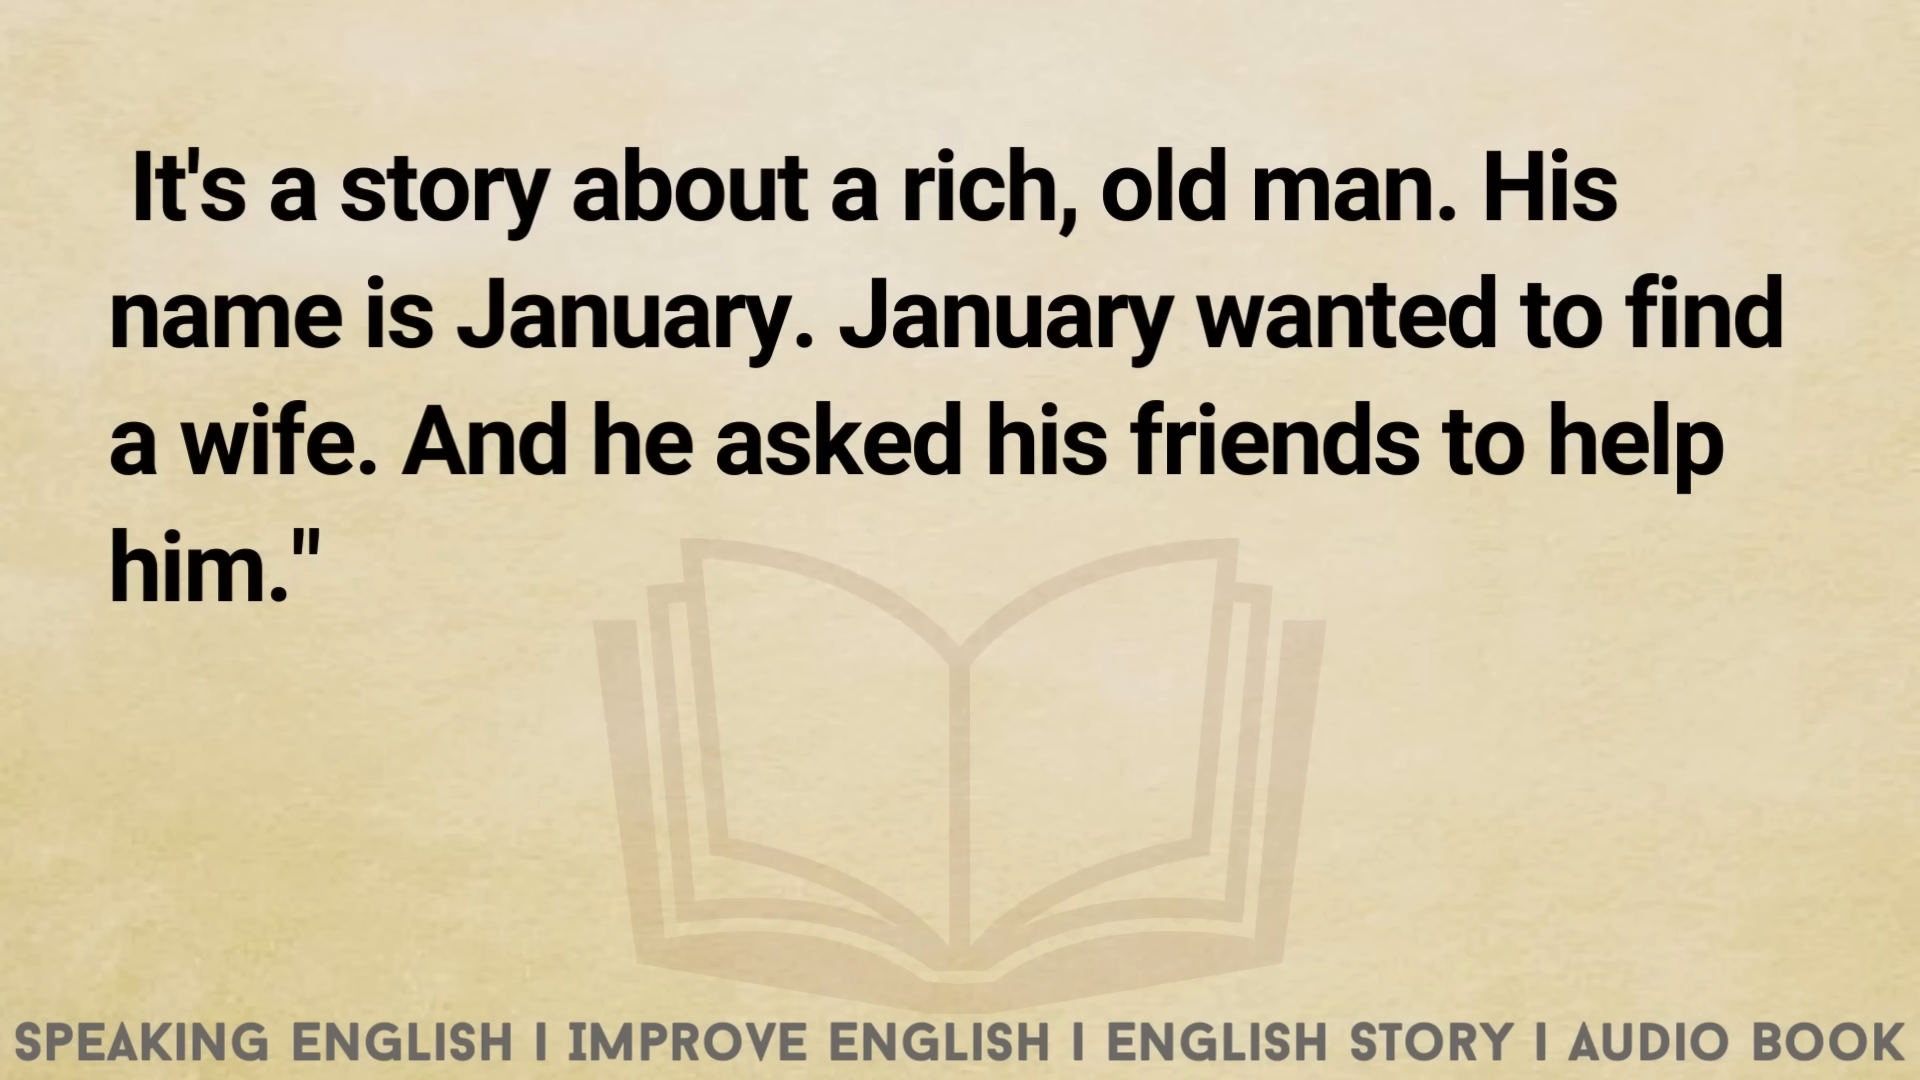 It's a story about a rich, old man. His
name is January. January wanted to find
a wife. And he asked his friends to help
him."
SPEAKING ENGLISH I IMPROVE ENGLISH I ENGLISH STORY I AUDIO BOOK